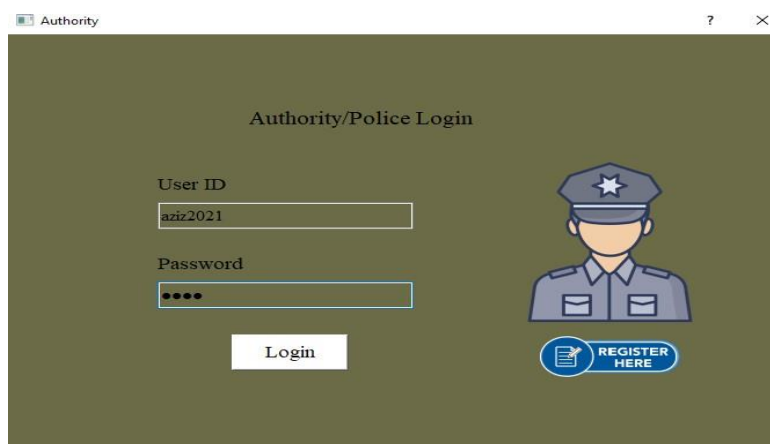 Authority
?
Authority/Police Login
User ID
aziz2021
Password
••••
Login
REGISTER
HERE